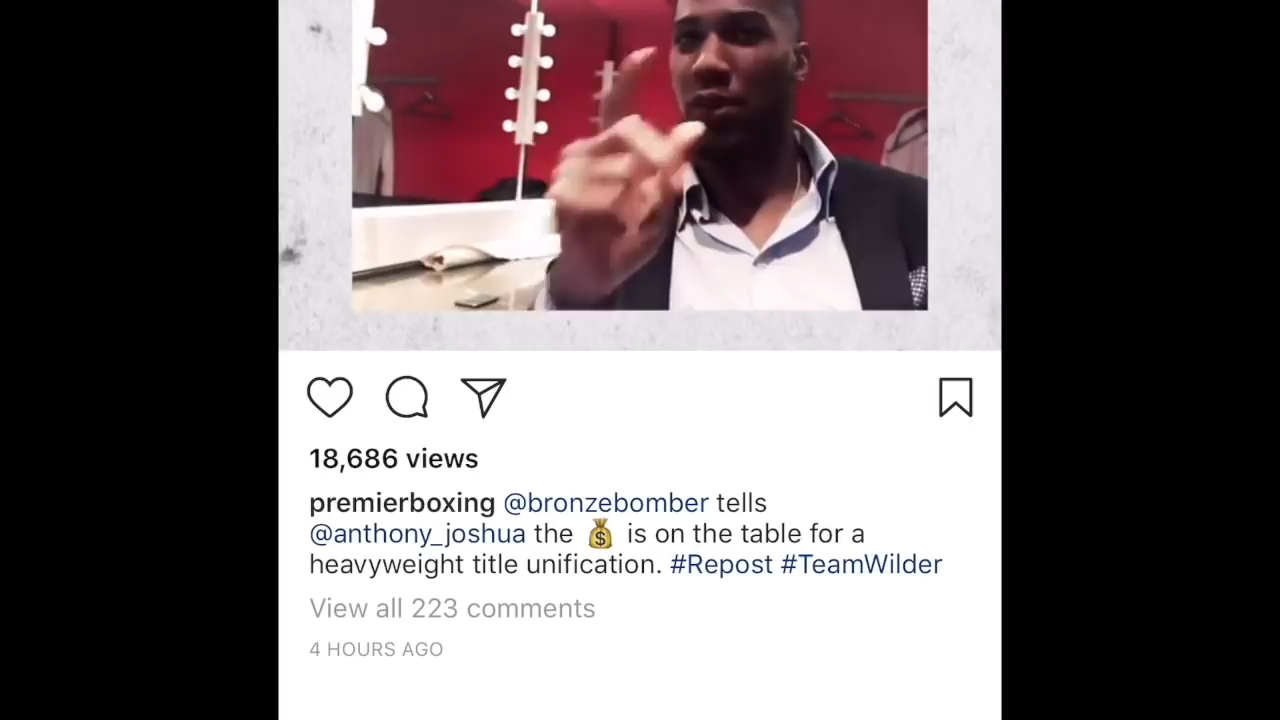 18,686 views
premierboxing @bronzebomber tells
@anthony_joshua the 💰 is on the table for a
heavyweight title unification. #Repost #TeamWilder
View all 223 comments
4 HOURS AGO